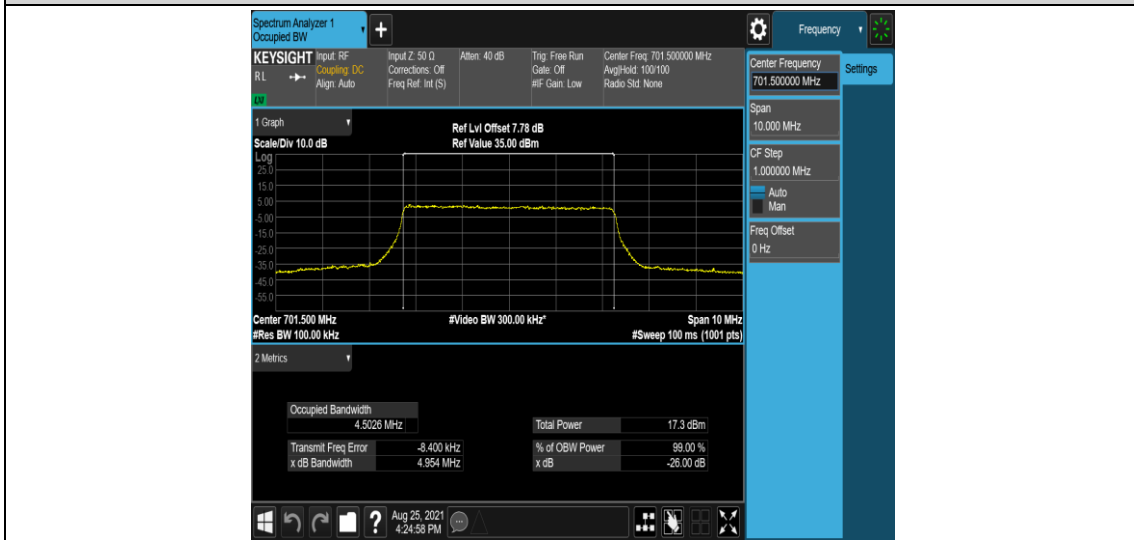 Spectrum Analyzer 1
Occupied BW
Frequency
KEYSIGHT Input: RF Input Z: 50 Ω Atten: 40 dB Trig: Free Run Center Freq: 701.500000 MHz
RL Coupling: DC Corrections: Off Gate: Off Avg|Hold: 100/100
Align: Auto Freq Ref: Int (S) #IF Gain: Low Radio Std: None
Center Frequency
701.500000 MHz
Settings
Span
10.000 MHz
CF Step
1.000000 MHz
Auto
Man
Freq Offset
0 Hz
1 Graph
Ref Lvl Offset 7.78 dB
Scale/Div 10.0 dB Ref Value 35.00 dBm
Log
25.0
15.0
5.00
-5.00
-15.0
-25.0
-35.0
-45.0
-55.0
Center 701.500 MHz #Video BW 300.00 kHz* Span 10 MHz
#Res BW 100.00 kHz #Sweep 100 ms (1001 pts)
2 Metrics
Occupied Bandwidth
4.5026 MHz
Total Power 17.3 dBm
Transmit Freq Error -8.400 kHz % of OBW Power 99.00 %
x dB Bandwidth 4.954 MHz x dB -26.00 dB
? Aug 25, 2021
4:24:58 PM